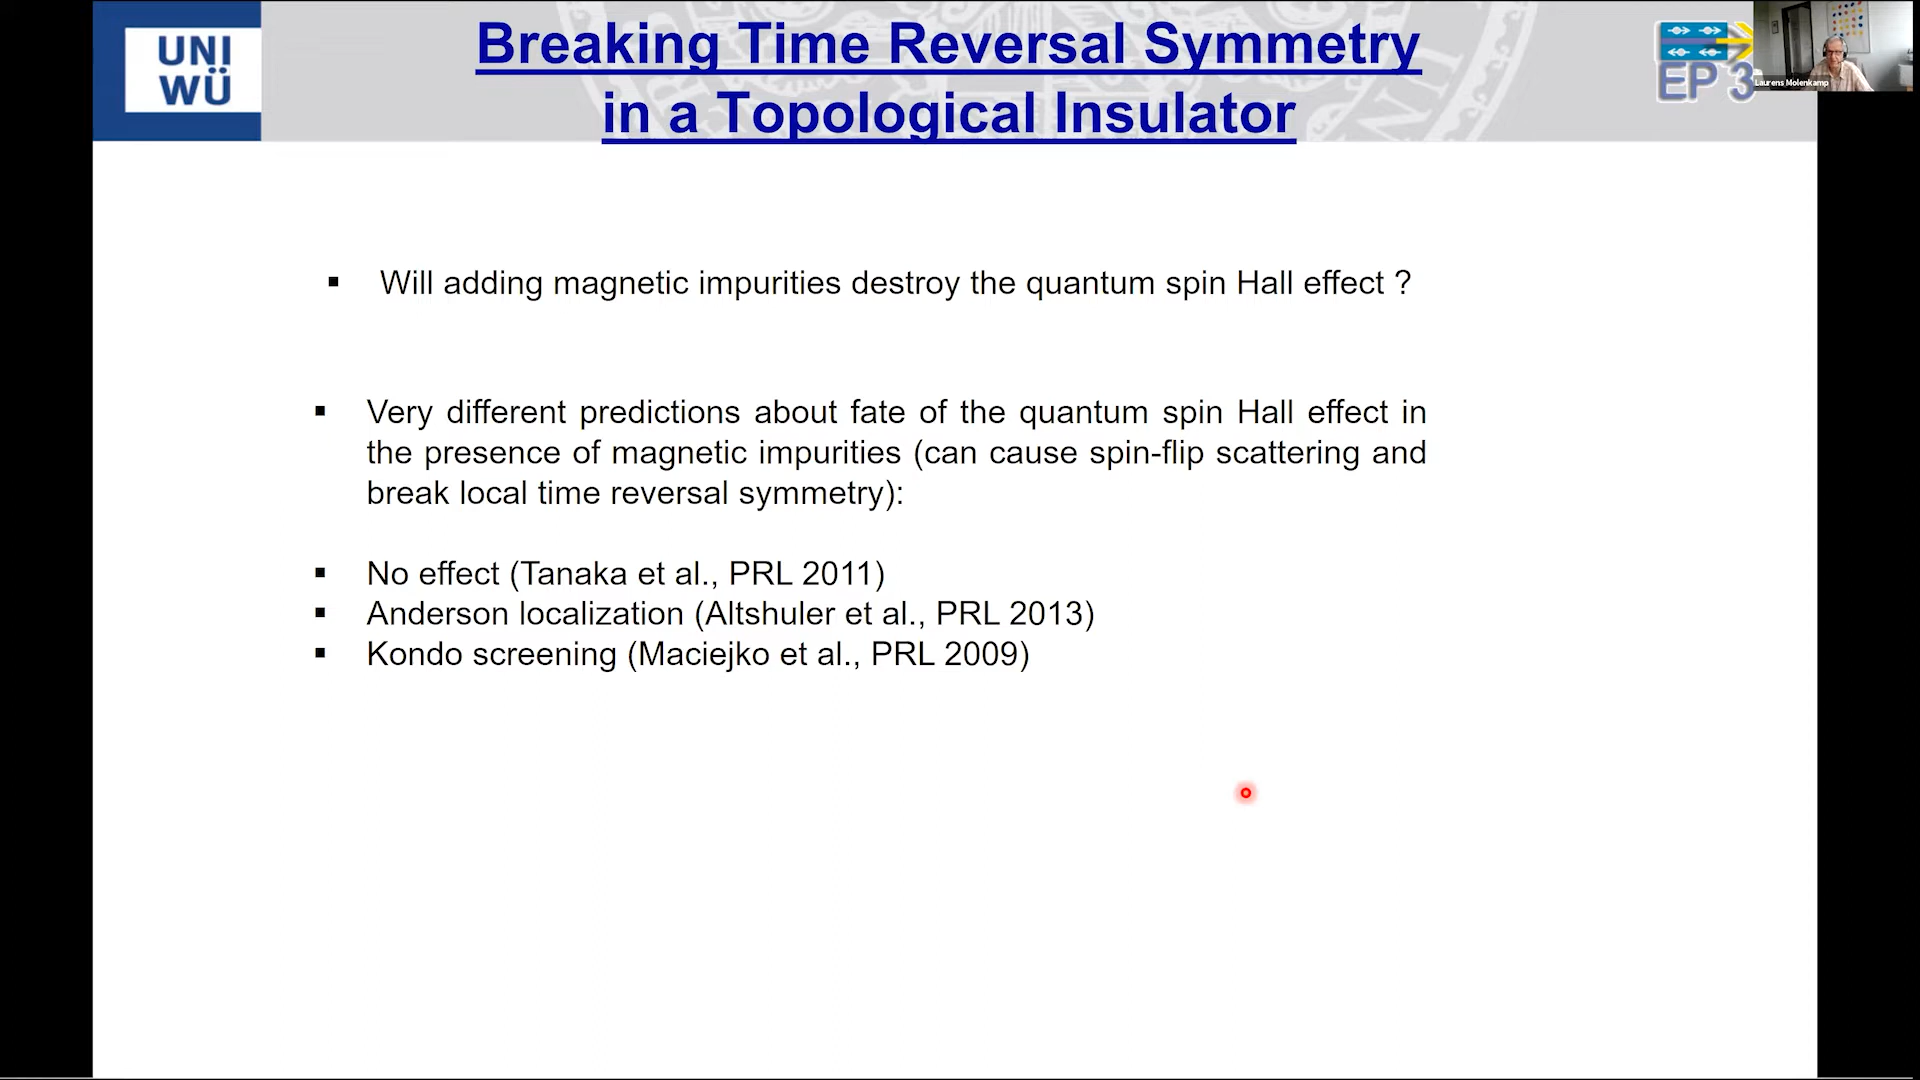 UNI
WÜ
Breaking Time Reversal Symmetry
in a Topological Insulator
EP 3
Laurens Molenkamp
▪ Will adding magnetic impurities destroy the quantum spin Hall effect ?
▪ Very different predictions about fate of the quantum spin Hall effect in
the presence of magnetic impurities (can cause spin-flip scattering and
break local time reversal symmetry):
▪ No effect (Tanaka et al., PRL 2011)
▪ Anderson localization (Altshuler et al., PRL 2013)
▪ Kondo screening (Maciejko et al., PRL 2009)